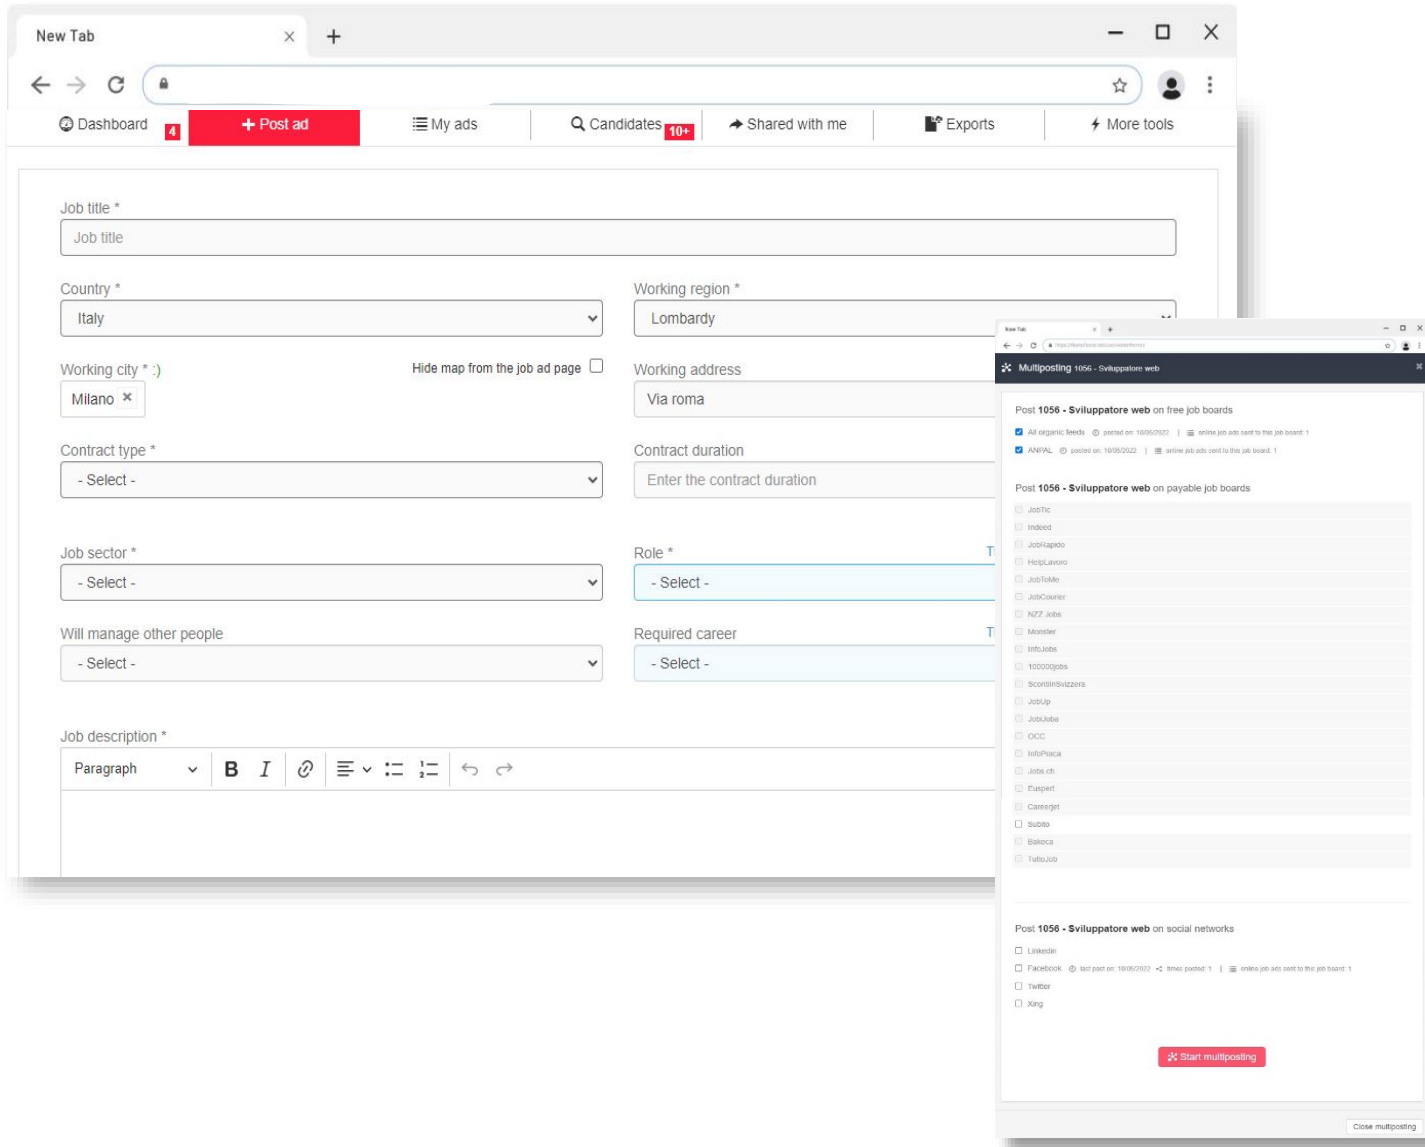 New Tab
Dashboard 4
+ Post ad
My ads
Candidates 10+
Shared with me
Exports
More tools
Job title *
Job title
Country *
Italy
Working region *
Lombardy
Working city * :)
Hide map from the job ad page
Milano ×
Working address
Via roma
Contract type *
- Select -
Contract duration
Enter the contract duration
Job sector *
- Select -
Role *
- Select -
Will manage other people
- Select -
Required career
- Select -
Job description *
Paragraph
B I
New Tab
Multiposting 1056 - Sviluppatore web
Post 1056 - Sviluppatore web on free job boards
All organic feeds posted on: 10/05/2022 | online job ads sent to this job board: 1
ANPAL posted on: 10/05/2022 | online job ads sent to this job board: 1
Post 1056 - Sviluppatore web on payable job boards
JobTic
Indeed
JobRapido
HelpLavoro
JobToMe
JobCourier
NZZ Jobs
Monster
InfoJobs
100000jobs
ScontiInSvizzera
JobUp
JobiJoba
OCC
Jobs.ch
Euspert
Careerjet
Subito
Bakeca
TuttoJob
Post 1056 - Sviluppatore web on social networks
Linkedin
Facebook last post on: 10/05/2022 times posted: 1 | online job ads sent to this job board: 1
Twitter
Xing
Start multiposting
Close multiposting